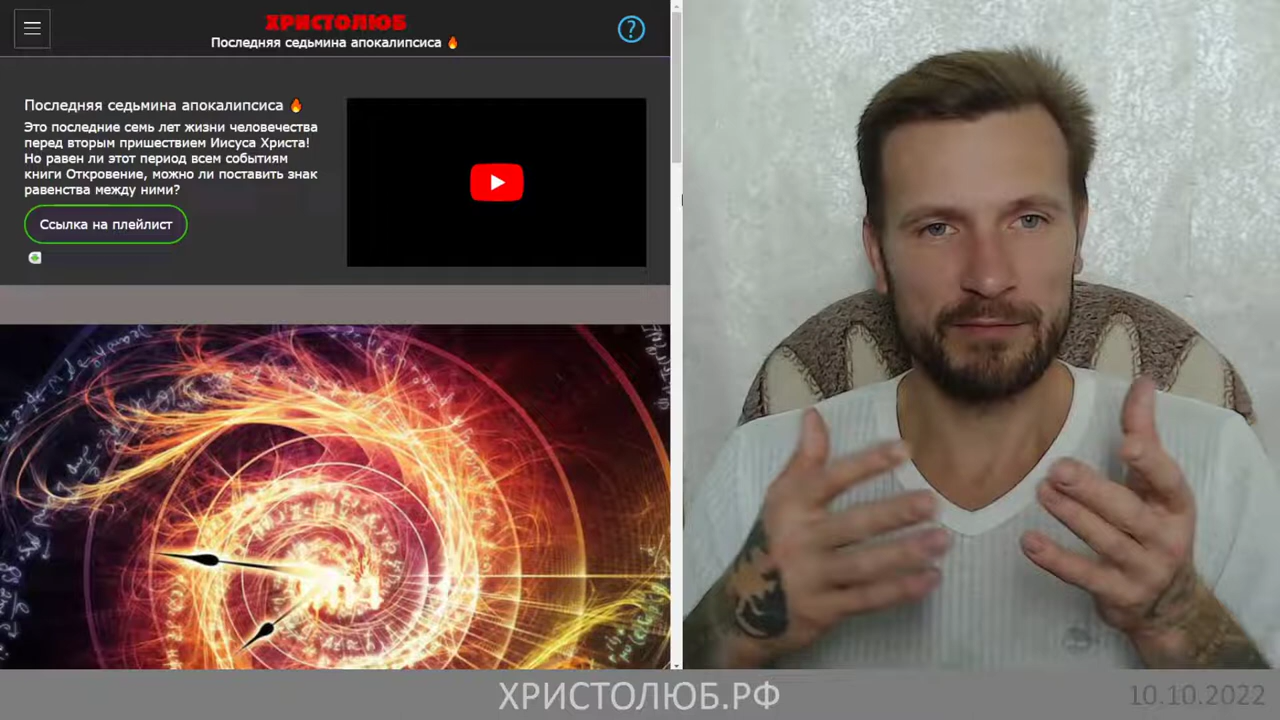 ХРИСТОЛЮБ
Последняя седьмина апокалипсиса 🔥
?
Последняя седьмина апокалипсиса 🔥
Это последние семь лет жизни человечества
перед вторым пришествием Иисуса Христа!
Но равен ли этот период всем событиям
книги Откровение, можно ли поставить знак
равенства между ними?
Ссылка на плейлист
ХРИСТОЛЮБ.РФ
10.10.2022